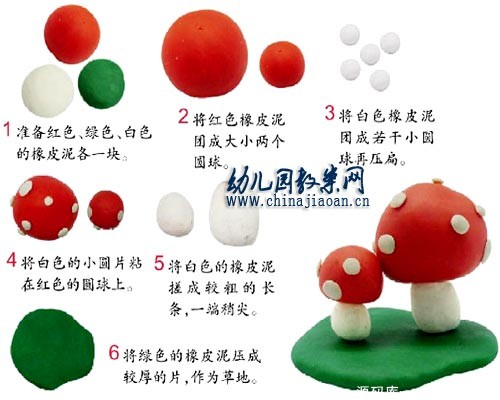 1 准备红色、绿色、白色
的橡皮泥各一块。
2 将红色橡皮泥
团成大小两个
圆球。
3 将白色橡皮泥
团成若干小圆
球再压扁。
幼儿园教案网
www.chinajiaoan.cn
4 将白色的小圆片粘
在红色的圆球上。
5 将白色的橡皮泥
搓成较粗的长
条,一端稍尖。
6 将绿色的橡皮泥压成
较厚的片，作为草地。
源码库